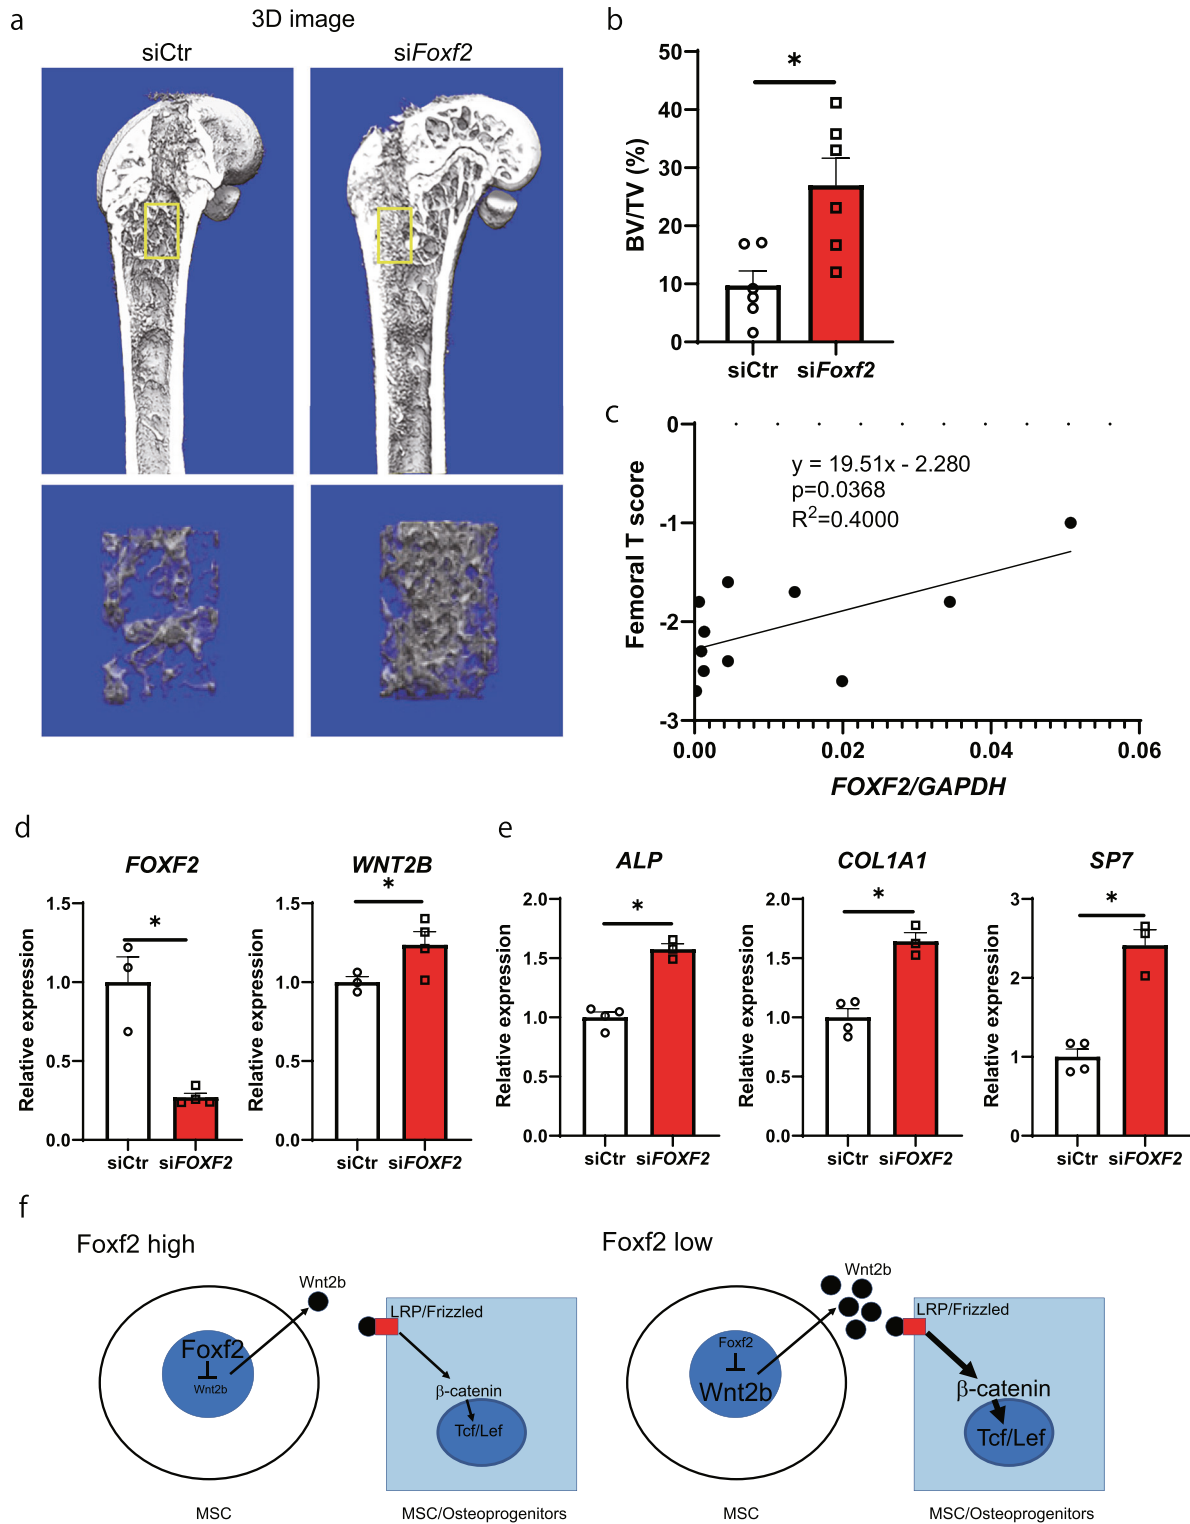 a
3D image
siCtr
siFoxf2
b
50
40
30
20
10
0
BV/TV (%)
*
siCtr
siFoxf2
c
0
-1
-2
-3
Femoral T score
y = 19.51x - 2.280
p=0.0368
R²=0.4000
0.00
0.02
0.04
0.06
FOXF2/GAPDH
d
FOXF2
1.5
1.0
0.5
0.0
Relative expression
*
siCtr
siFOXF2
WNT2B
1.5
1.0
0.5
0.0
Relative expression
*
siCtr
siFOXF2
e
ALP
2.0
1.5
1.0
0.5
0.0
Relative expression
*
siCtr
siFOXF2
COL1A1
2.0
1.5
1.0
0.5
0.0
Relative expression
*
siCtr
siFOXF2
SP7
3
2
1
0
Relative expression
*
siCtr
siFOXF2
f
Foxf2 high
Wnt2b
LRP/Frizzled
Foxf2
Wnt2b
β-catenin
Tcf/Lef
MSC
MSC/Osteoprogenitors
Foxf2 low
Wnt2b
LRP/Frizzled
Foxf2
Wnt2b
β-catenin
Tcf/Lef
MSC
MSC/Osteoprogenitors